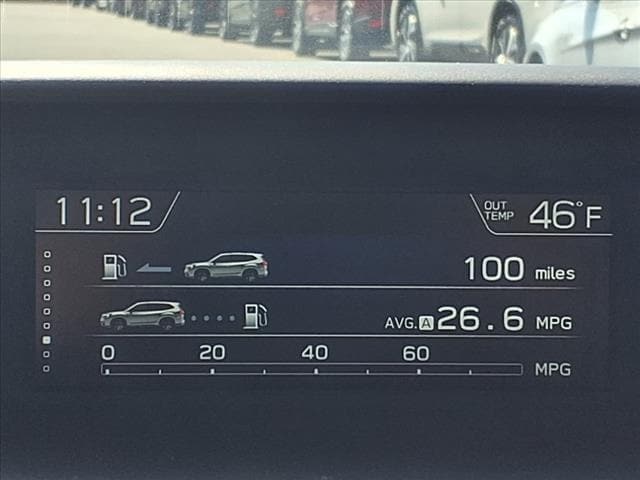 11:12
OUT TEMP 46°F
100 miles
AVG. A 26.6 MPG
0 20 40 60
MPG